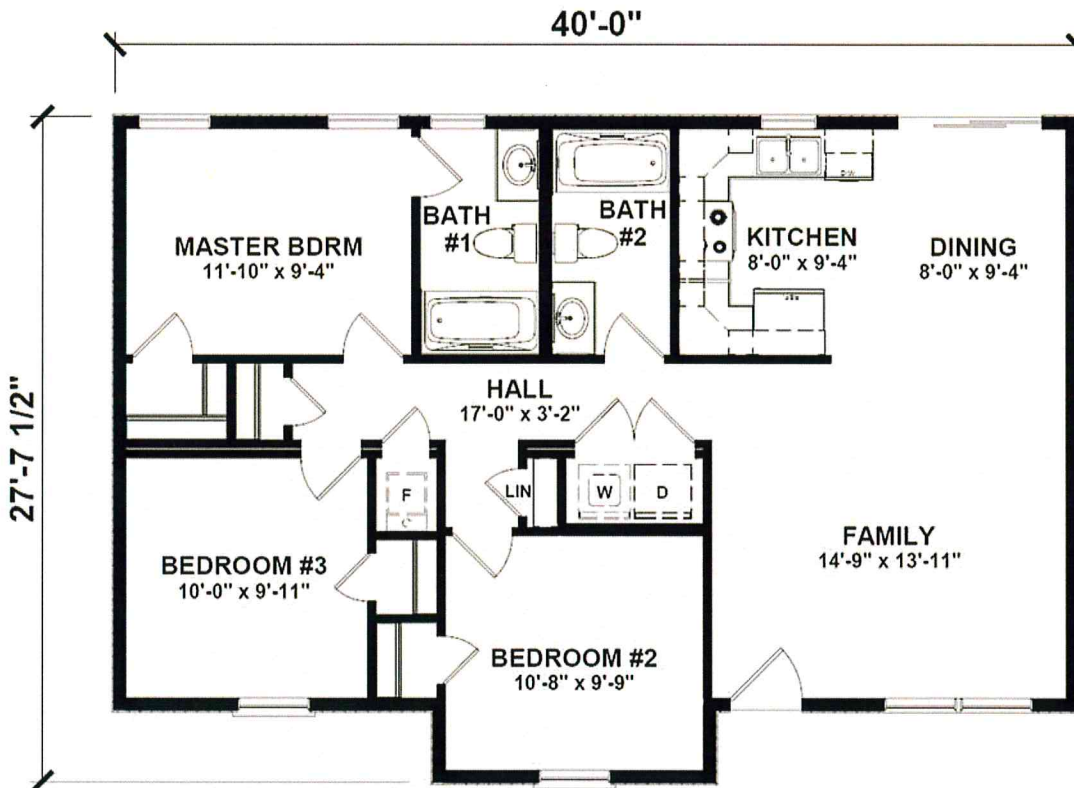 40'-0"
27'-7 1/2"
MASTER BDRM
11'-10" x 9'-4"
BATH
#1
BATH
#2
KITCHEN
8'-0" x 9'-4"
DINING
8'-0" x 9'-4"
HALL
17'-0" x 3'-2"
F
LIN
W
D
BEDROOM #3
10'-0" x 9'-11"
BEDROOM #2
10'-8" x 9'-9"
FAMILY
14'-9" x 13'-11"